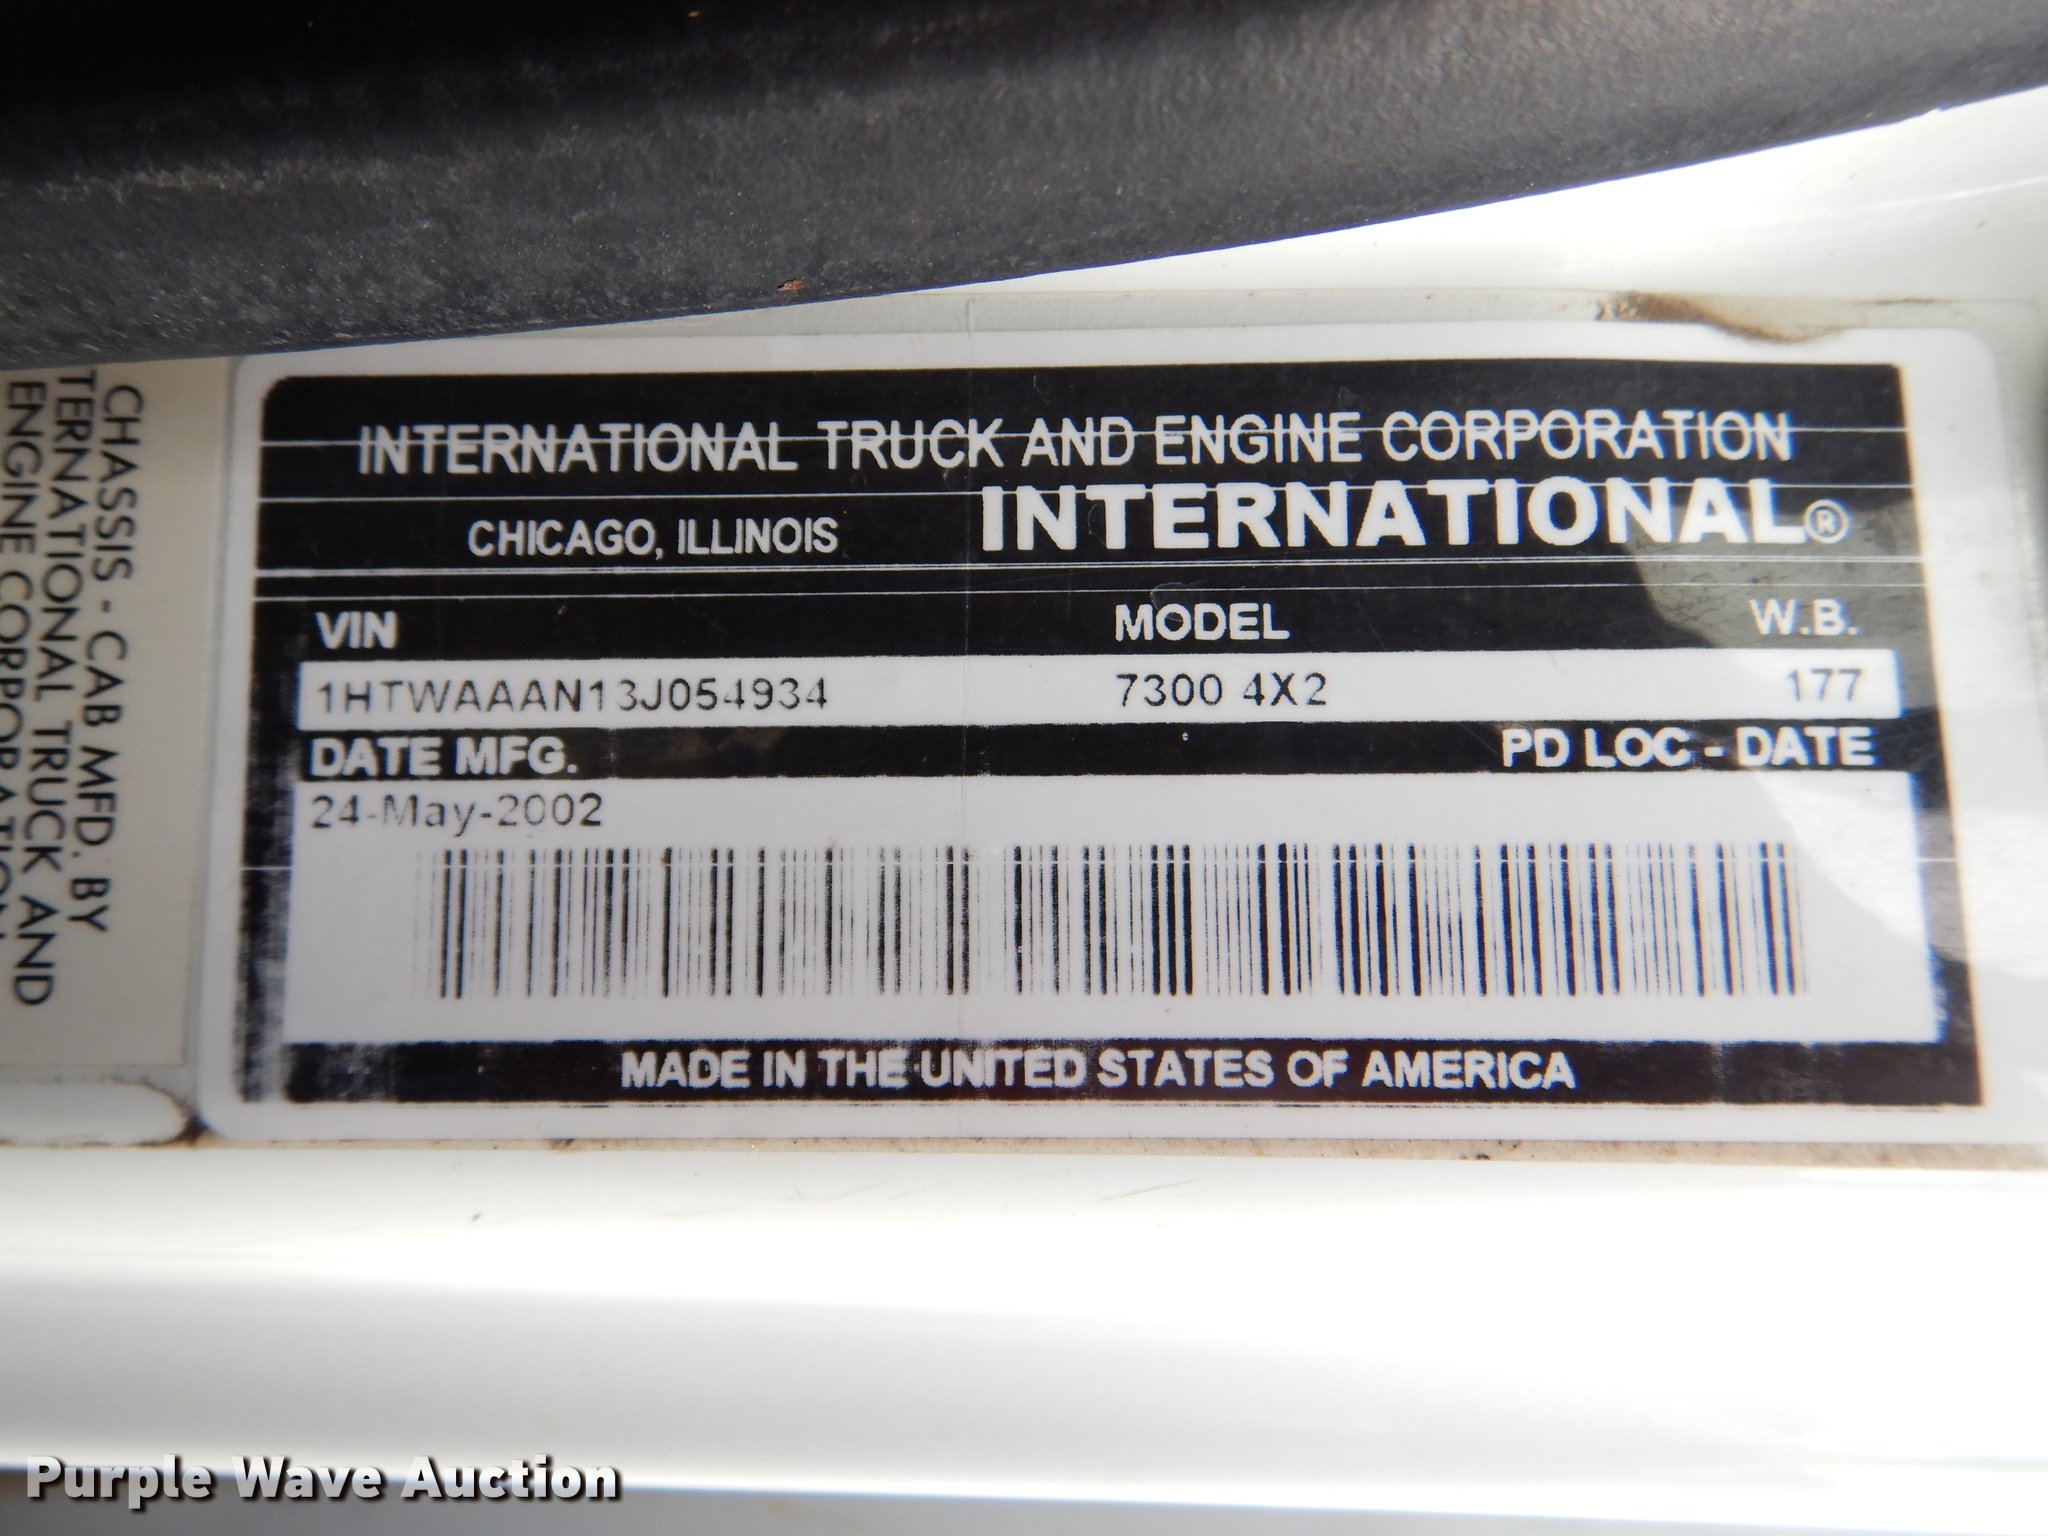 INTERNATIONAL TRUCK AND ENGINE CORPORATION
CHICAGO, ILLINOIS INTERNATIONAL®
VIN MODEL W.B.
1HTWAAAN13J054934 7300 4X2 177
DATE MFG. PD LOC - DATE
24-May-2002
MADE IN THE UNITED STATES OF AMERICA
CHASSIS - CAB MFD. BY
TERNATIONAL TRUCK AND
ENGINE CORPORATION
Purple Wave Auction